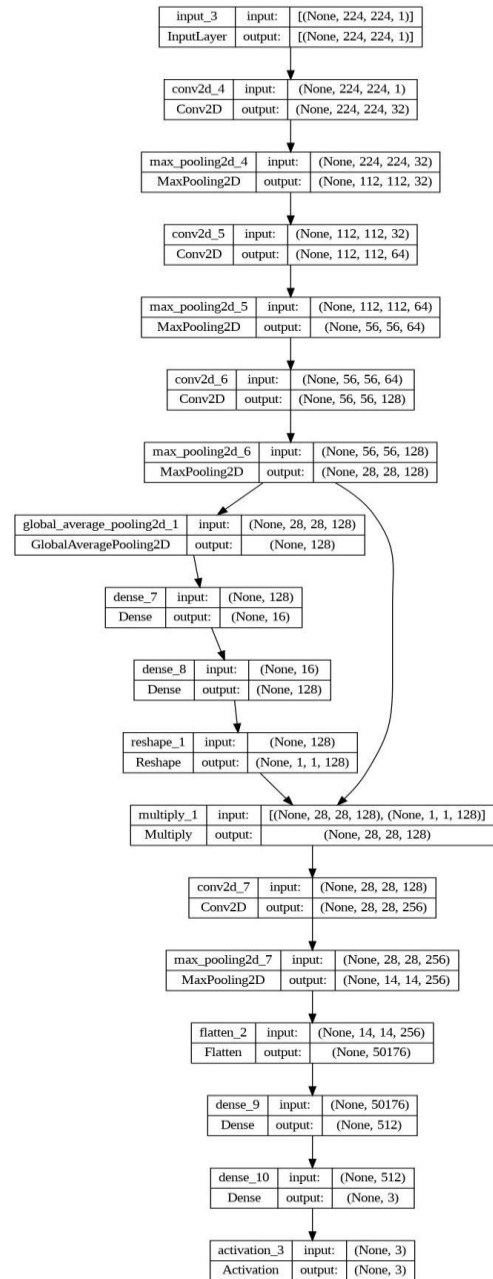 input_3 input: [(None, 224, 224, 1)]
InputLayer output: [(None, 224, 224, 1)]
conv2d_4 input: (None, 224, 224, 1)
Conv2D output: (None, 224, 224, 32)
max_pooling2d_4 input: (None, 224, 224, 32)
MaxPooling2D output: (None, 112, 112, 32)
conv2d_5 input: (None, 112, 112, 32)
Conv2D output: (None, 112, 112, 64)
max_pooling2d_5 input: (None, 112, 112, 64)
MaxPooling2D output: (None, 56, 56, 64)
conv2d_6 input: (None, 56, 56, 64)
Conv2D output: (None, 56, 56, 128)
max_pooling2d_6 input: (None, 56, 56, 128)
MaxPooling2D output: (None, 28, 28, 128)
global_average_pooling2d_1 input: (None, 28, 28, 128)
GlobalAveragePooling2D output: (None, 128)
dense_7 input: (None, 128)
Dense output: (None, 16)
dense_8 input: (None, 16)
Dense output: (None, 128)
reshape_1 input: (None, 128)
Reshape output: (None, 1, 1, 128)
multiply_1 input: [(None, 28, 28, 128), (None, 1, 1, 128)]
Multiply output: (None, 28, 28, 128)
conv2d_7 input: (None, 28, 28, 128)
Conv2D output: (None, 28, 28, 256)
max_pooling2d_7 input: (None, 28, 28, 256)
MaxPooling2D output: (None, 14, 14, 256)
flatten_2 input: (None, 14, 14, 256)
Flatten output: (None, 50176)
dense_9 input: (None, 50176)
Dense output: (None, 512)
dense_10 input: (None, 512)
Dense output: (None, 3)
activation_3 input: (None, 3)
Activation output: (None, 3)